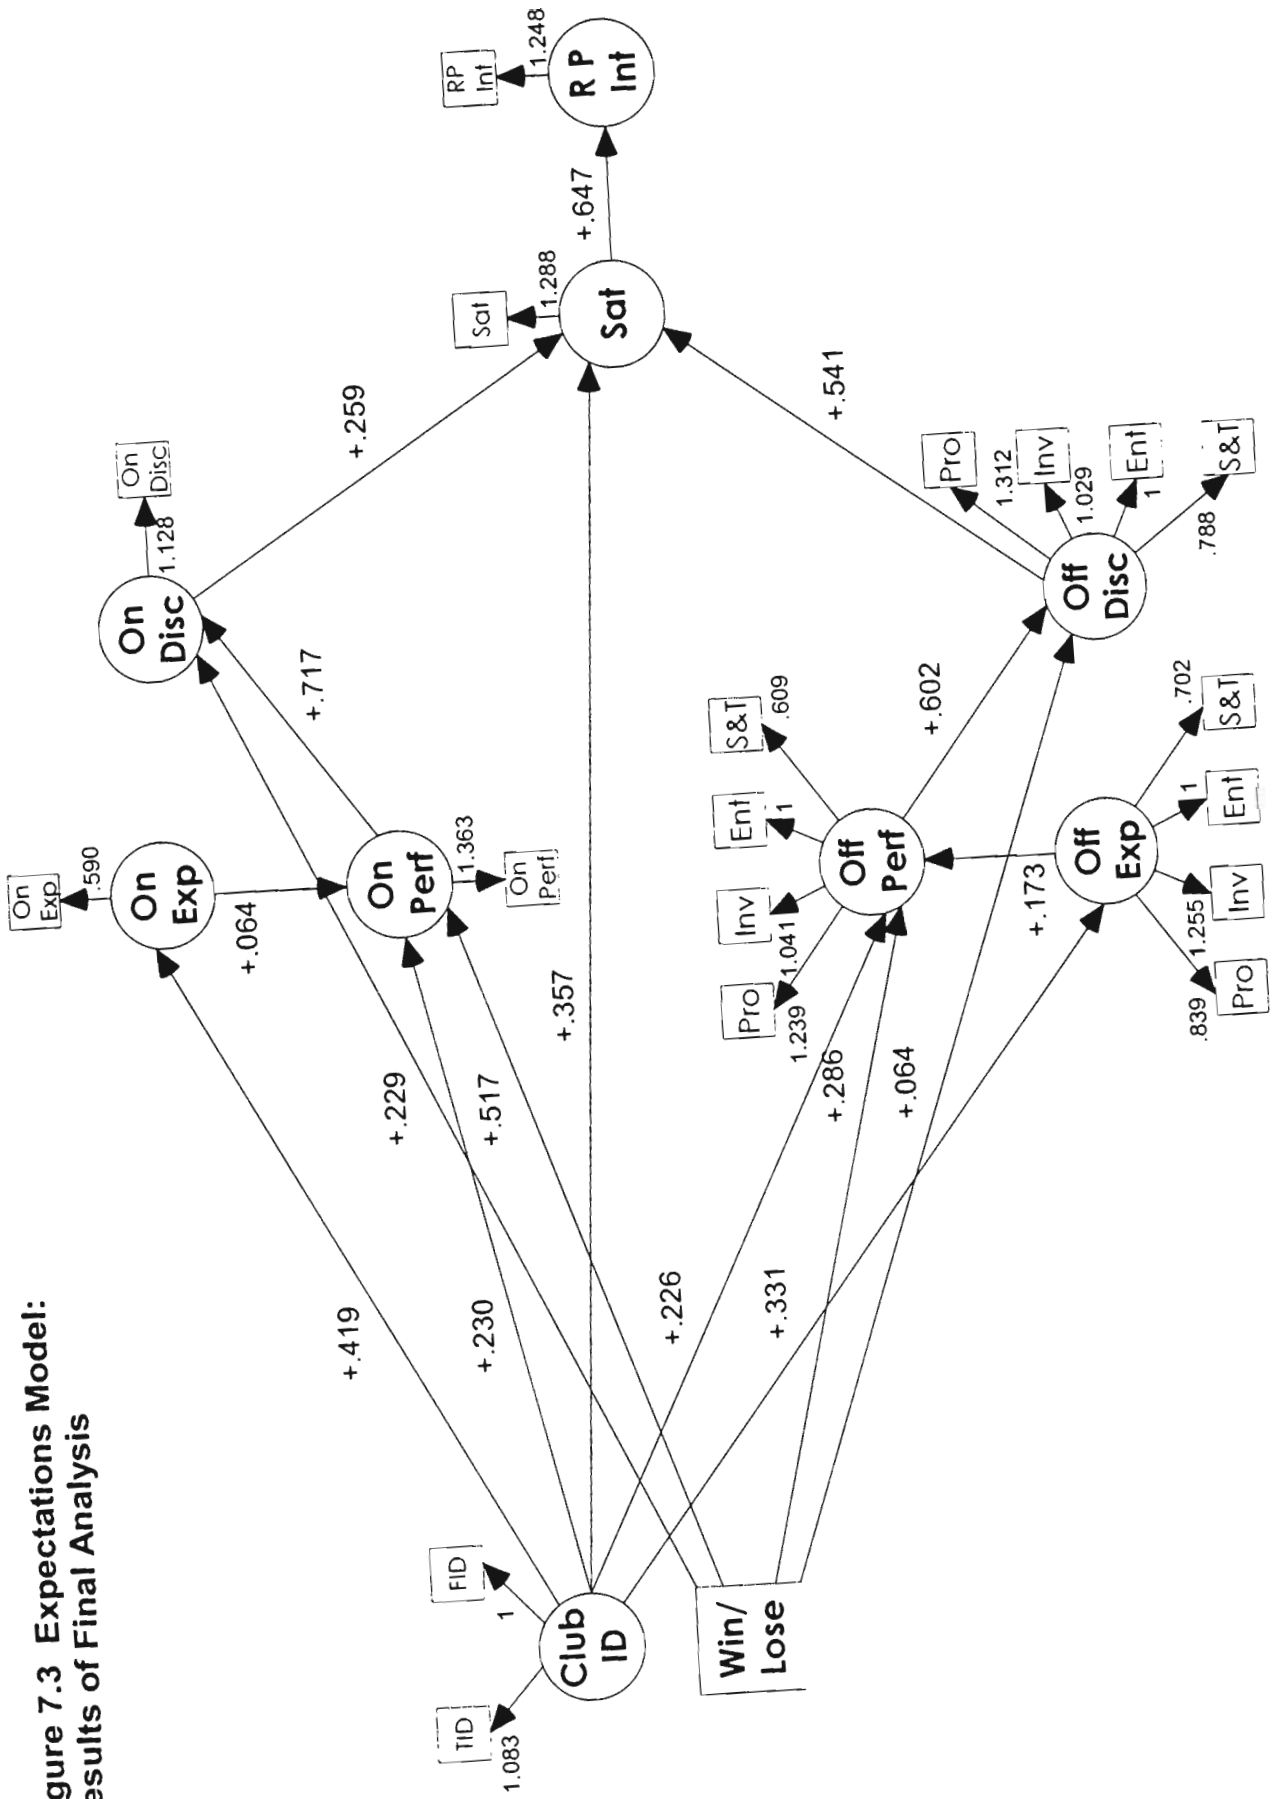 gure 7.3 Expectations Model:
esults of Final Analysis
On
Exp
.590
On
Exp
+.064
On
Disc
1.128
On
Disc
+.259
+.717
On
Perf
1.363
On
Perf
+.419
+.229
+.230
+.517
+.357
TID
1.083
FID
1
Club
ID
Win/
Lose
Sat
1.288
Sat
+.647
RP
Int
1.248
R P
Int
+.541
+.226
+.331
+.286
+.064
Pro
1.239
Inv
1.041
Ent
1
S&T
.609
Off
Perf
+.602
+.173
Off
Exp
Pro
.839
Inv
1.255
Ent
1
S&T
.702
Off
Disc
Pro
1.312
Inv
1.029
Ent
1
S&T
.788